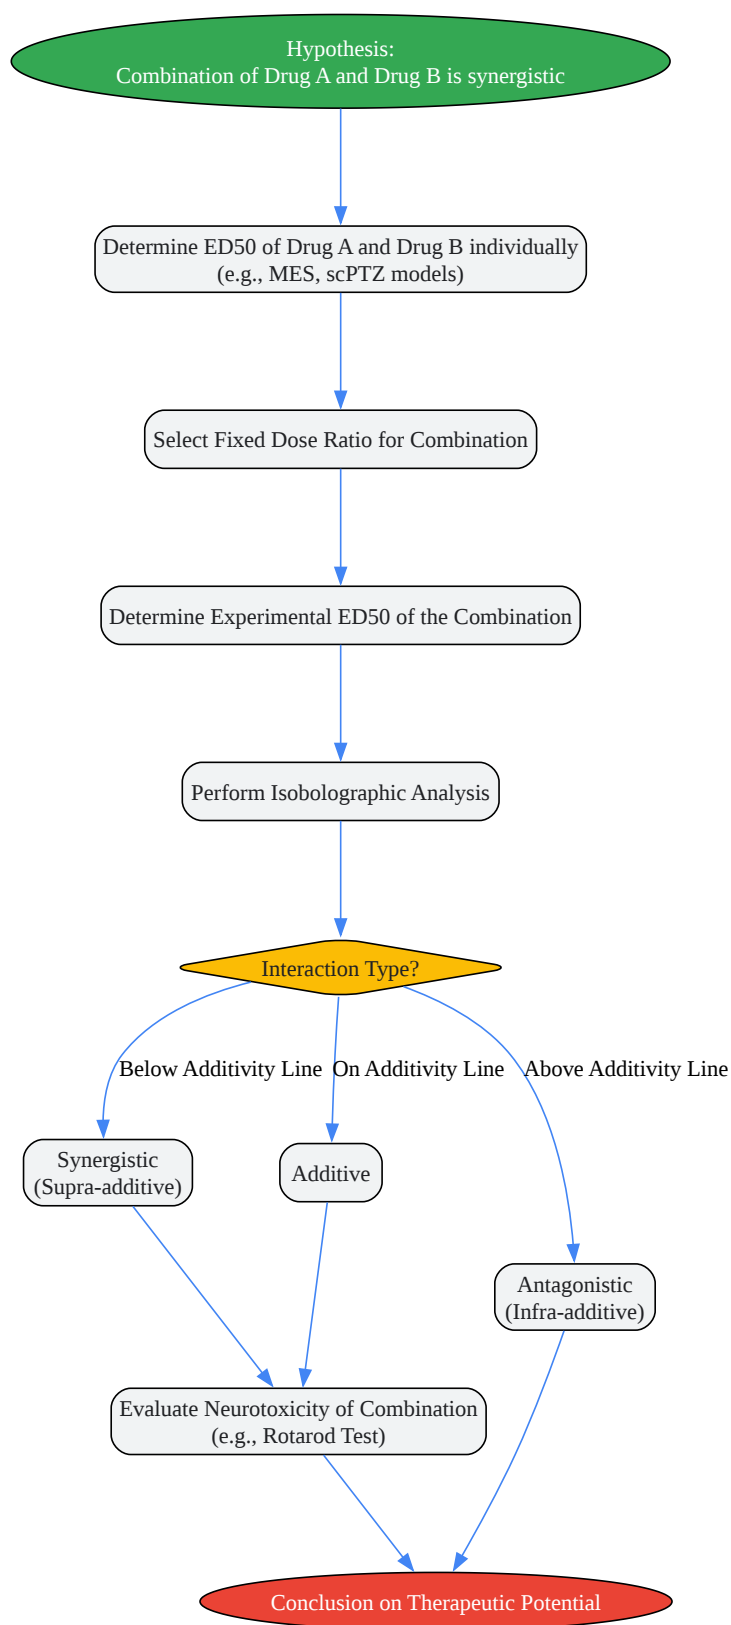 Hypothesis:
Combination of Drug A and Drug B is synergistic
Determine ED50 of Drug A and Drug B individually
(e.g., MES, scPTZ models)
Select Fixed Dose Ratio for Combination
Determine Experimental ED50 of the Combination
Perform Isobolographic Analysis
Interaction Type?
Below Additivity Line
On Additivity Line
Above Additivity Line
Synergistic
(Supra-additive)
Additive
Antagonistic
(Infra-additive)
Evaluate Neurotoxicity of Combination
(e.g., Rotarod Test)
Conclusion on Therapeutic Potential